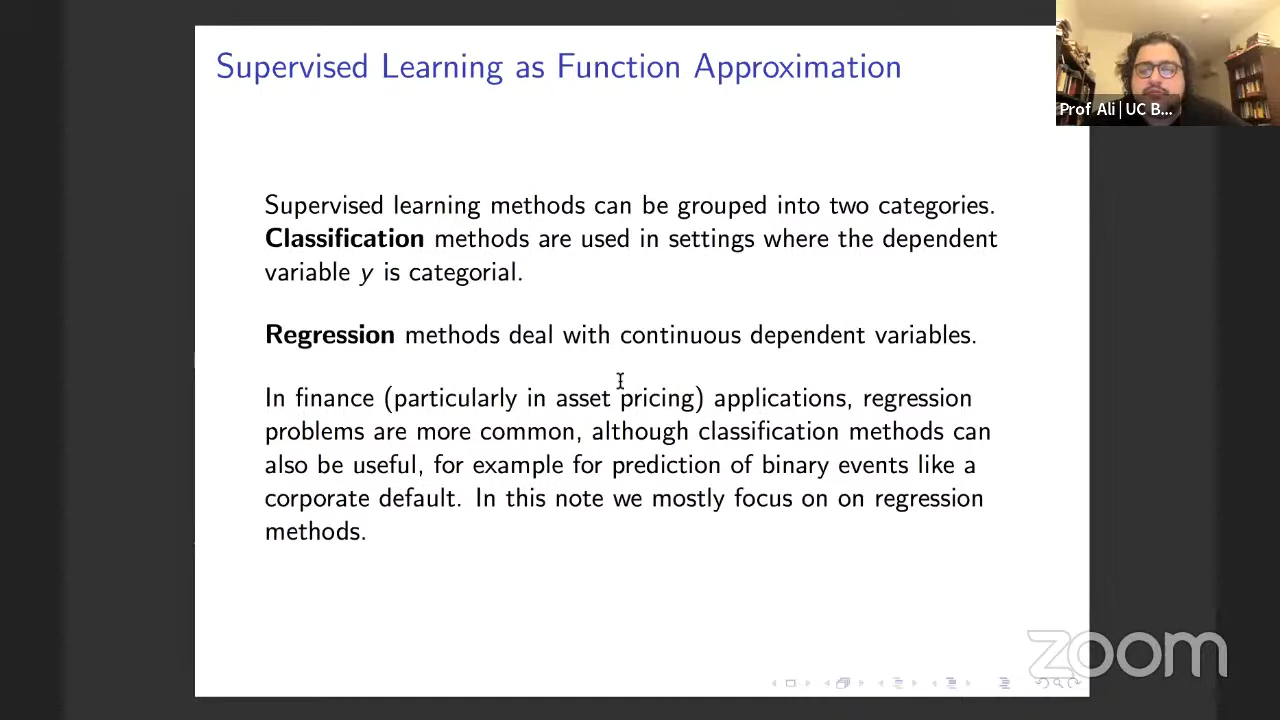 Supervised Learning as Function Approximation
Prof Ali | UC B...
Supervised learning methods can be grouped into two categories.
Classification methods are used in settings where the dependent
variable y is categorial.
Regression methods deal with continuous dependent variables.
In finance (particularly in asset pricing) applications, regression
problems are more common, although classification methods can
also be useful, for example for prediction of binary events like a
corporate default. In this note we mostly focus on on regression
methods.
zoom